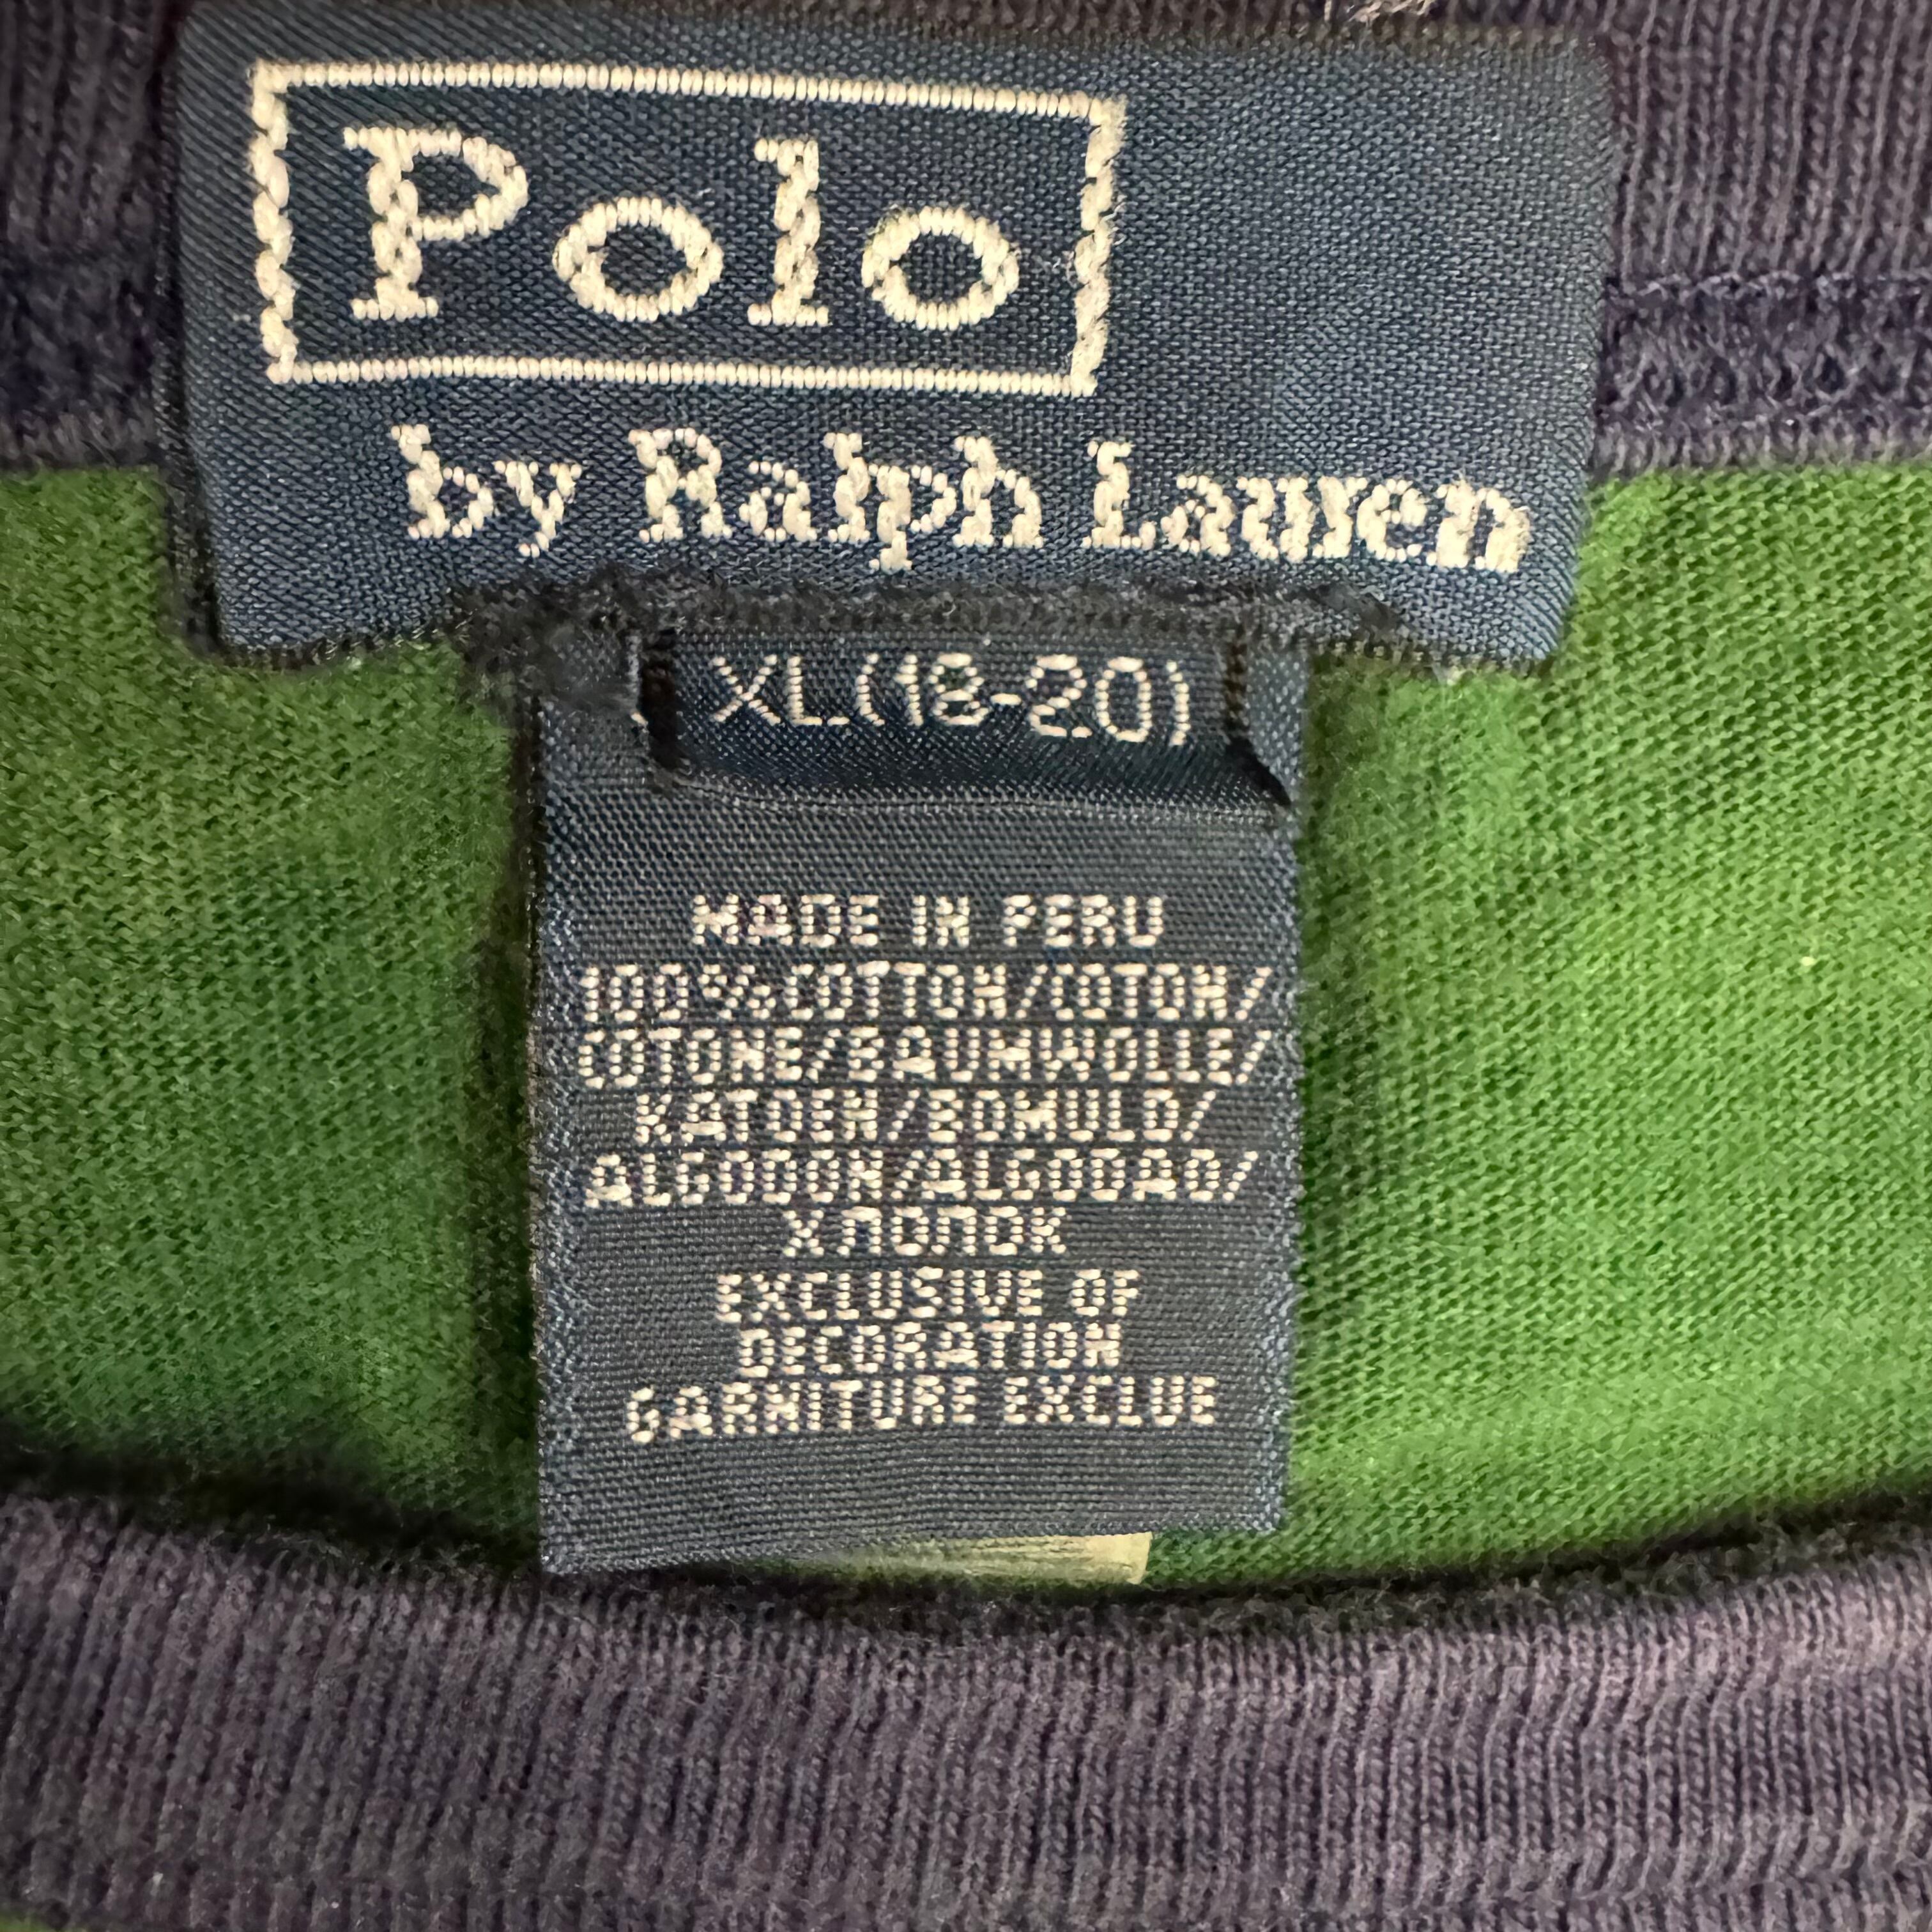 Polo
by Ralph Lauren
XL(18-20)
MADE IN PERU
100%COTTON/COTON/
COTONE/BAUMWOLLE/
KATOEN/BOMULD/
ALGODON/ALGODAO/
ХЛОПОК
EXCLUSIVE OF
DECORATION
GARNITURE EXCLUE